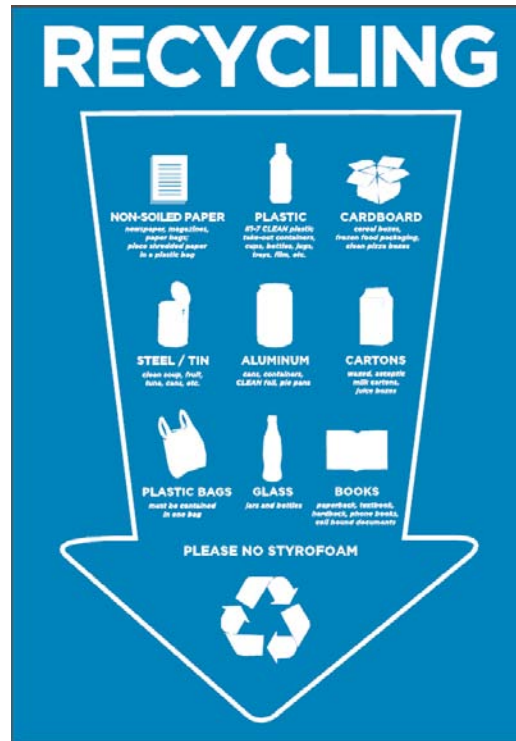 RECYCLING
NON-SOILED PAPER
newspaper, magazines,
paper bags;
place shredded paper
in a plastic bag
PLASTIC
#1-7 CLEAN plastic
take-out containers,
cups, bottles, jugs,
trays, film, etc.
CARDBOARD
cereal boxes,
frozen food packaging,
clean pizza boxes
STEEL / TIN
clean soup, fruit,
tuna, cans, etc.
ALUMINUM
cans, containers,
CLEAN foil, pie pans
CARTONS
waxed, aseptic
milk cartons,
juice boxes
PLASTIC BAGS
must be contained
in one bag
GLASS
jars and bottles
BOOKS
paperback, textbook,
hardback, phone books,
coil bound documents
PLEASE NO STYROFOAM